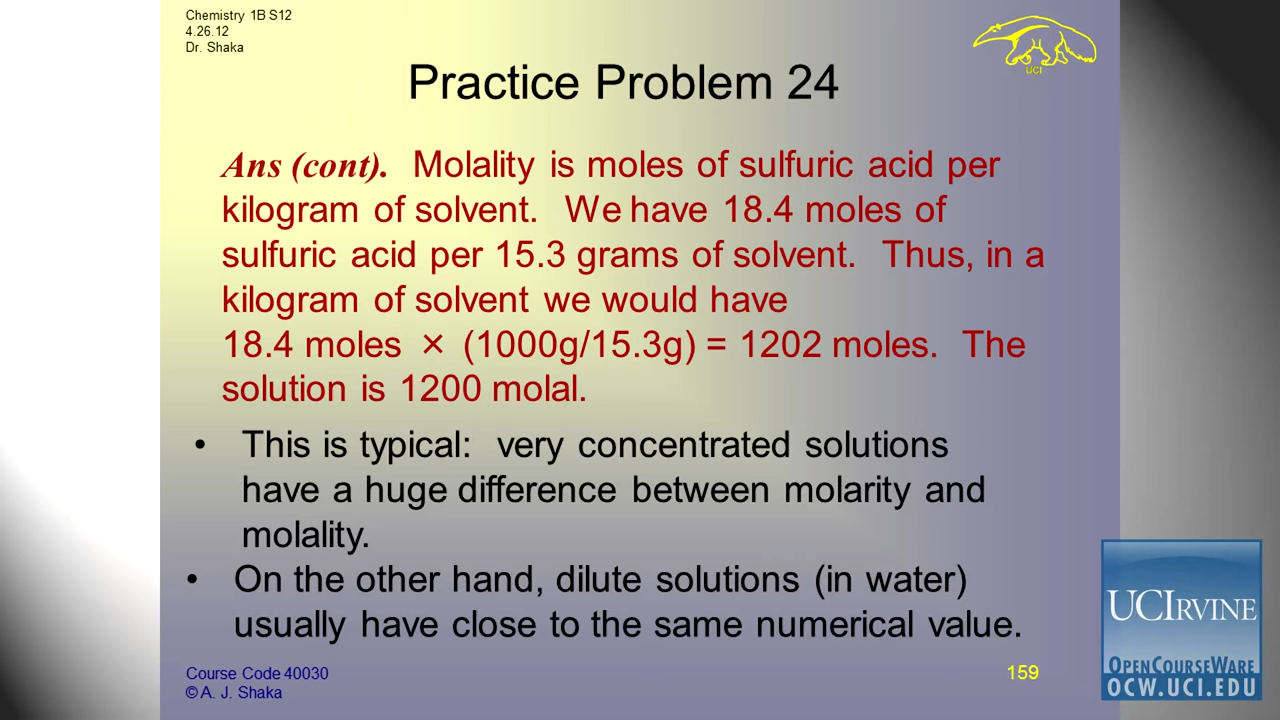 Chemistry 1B S12
4.26.12
Dr. Shaka
UCI
Practice Problem 24
Ans (cont). Molality is moles of sulfuric acid per
kilogram of solvent. We have 18.4 moles of
sulfuric acid per 15.3 grams of solvent. Thus, in a
kilogram of solvent we would have
18.4 moles × (1000g/15.3g) = 1202 moles. The
solution is 1200 molal.
• This is typical: very concentrated solutions
have a huge difference between molarity and
molality.
• On the other hand, dilute solutions (in water)
usually have close to the same numerical value.
Course Code 40030
© A. J. Shaka
159
UCIRVINE
OPENCOURSEWARE
OCW.UCI.EDU